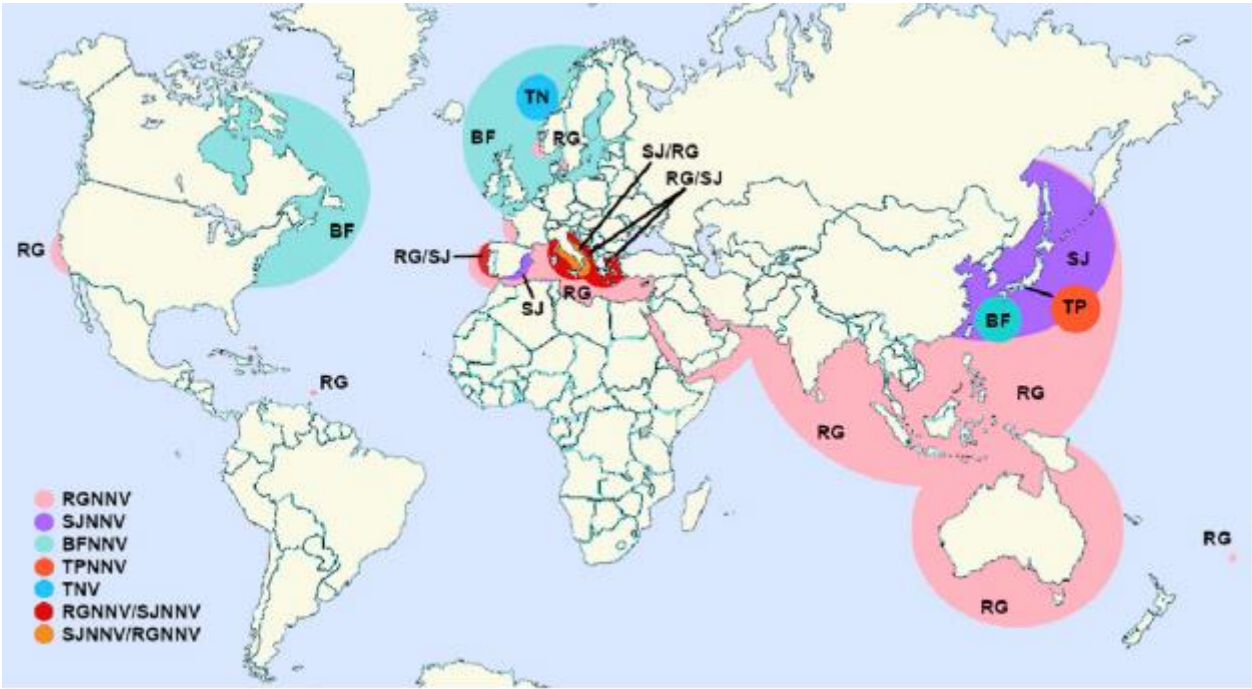 TN
BF
RG
SJ/RG
RG/SJ
BF
RG
RG/SJ
SJ
RG
SJ
BF
TP
RG
RG
RG
RG
RG
RGNNV
SJNNV
BFNNV
TPNNV
TNV
RGNNV/SJNNV
SJNNV/RGNNV